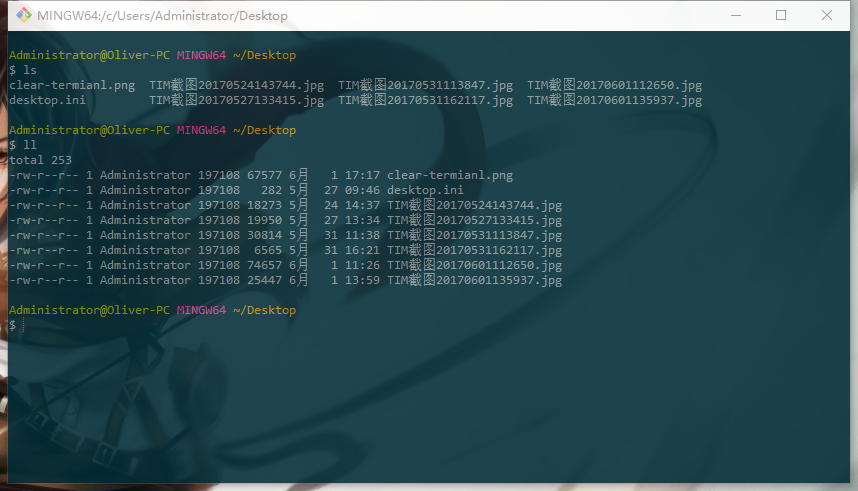 MINGW64:/c/Users/Administrator/Desktop
Administrator@Oliver-PC MINGW64 ~/Desktop
$ ls
clear-termianl.png  TIM截图20170524143744.jpg  TIM截图20170531113847.jpg  TIM截图20170601112650.jpg
desktop.ini         TIM截图20170527133415.jpg  TIM截图20170531162117.jpg  TIM截图20170601135937.jpg
Administrator@Oliver-PC MINGW64 ~/Desktop
$ ll
total 253
-rw-r--r-- 1 Administrator 197108 67577 6月   1 17:17 clear-termianl.png
-rw-r--r-- 1 Administrator 197108   282 5月  27 09:46 desktop.ini
-rw-r--r-- 1 Administrator 197108 18273 5月  24 14:37 TIM截图20170524143744.jpg
-rw-r--r-- 1 Administrator 197108 19950 5月  27 13:34 TIM截图20170527133415.jpg
-rw-r--r-- 1 Administrator 197108 30814 5月  31 11:38 TIM截图20170531113847.jpg
-rw-r--r-- 1 Administrator 197108  6565 5月  31 16:21 TIM截图20170531162117.jpg
-rw-r--r-- 1 Administrator 197108 74657 6月   1 11:26 TIM截图20170601112650.jpg
-rw-r--r-- 1 Administrator 197108 25447 6月   1 13:59 TIM截图20170601135937.jpg
Administrator@Oliver-PC MINGW64 ~/Desktop
$